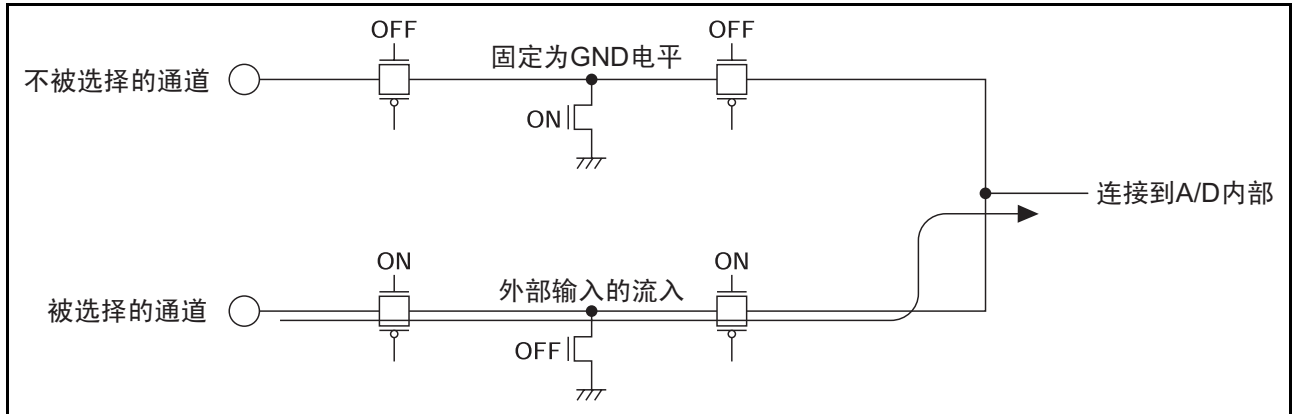 OFF
OFF
固定为GND电平
不被选择的通道
ON
连接到A/D内部
ON
ON
外部输入的流入
被选择的通道
OFF